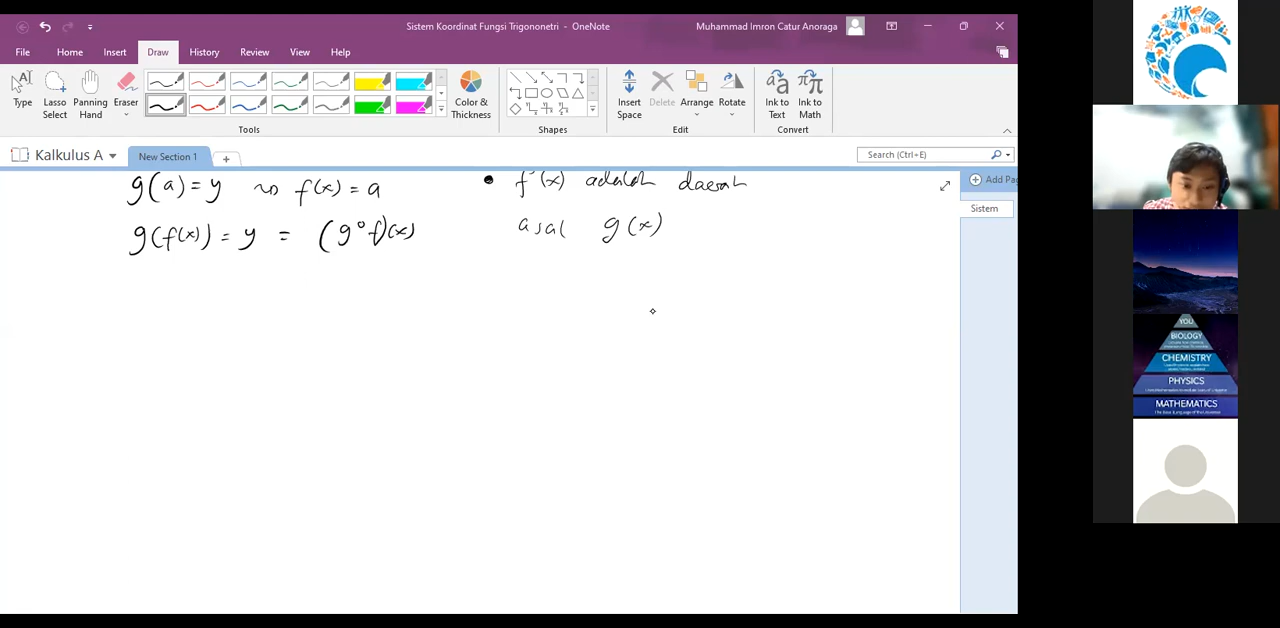 Sistem Koordinat Fungsi Trigononetri - OneNote
Muhammad Imron Catur Anoraga
File Home Insert Draw History Review View Help
Type
Lasso Select
Panning Hand
Eraser
Color & Thickness
Insert Space
Delete
Arrange
Rotate
Ink to Text
Ink to Math
Tools
Shapes
Edit
Convert
Kalkulus A
New Section 1
Search (Ctrl+E)
Add Pag
Sistem
g(a) = y ~> f(x) = a
g(f(x)) = y = (g∘f)(x)
• f(x) adalah daerah
asal g(x)
YOU
BIOLOGY
CHEMISTRY
PHYSICS
MATHEMATICS